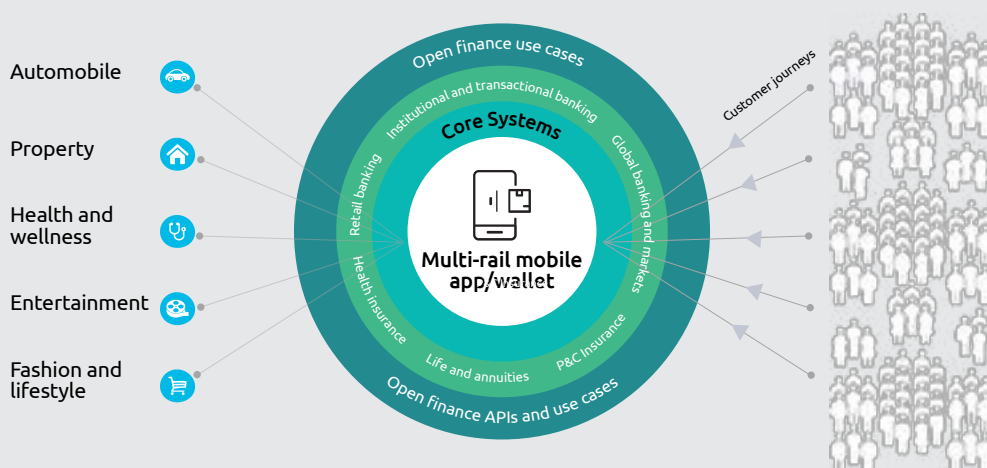 Automobile
Property
Health and
wellness
Entertainment
Fashion and
lifestyle
Open finance use cases
Institutional and transactional banking
Core Systems
Retail banking
Global banking and markets
Multi-rail mobile
app/wallet
Health insurance
Life and annuities
P&C Insurance
Open finance APIs and use cases
Customer journeys